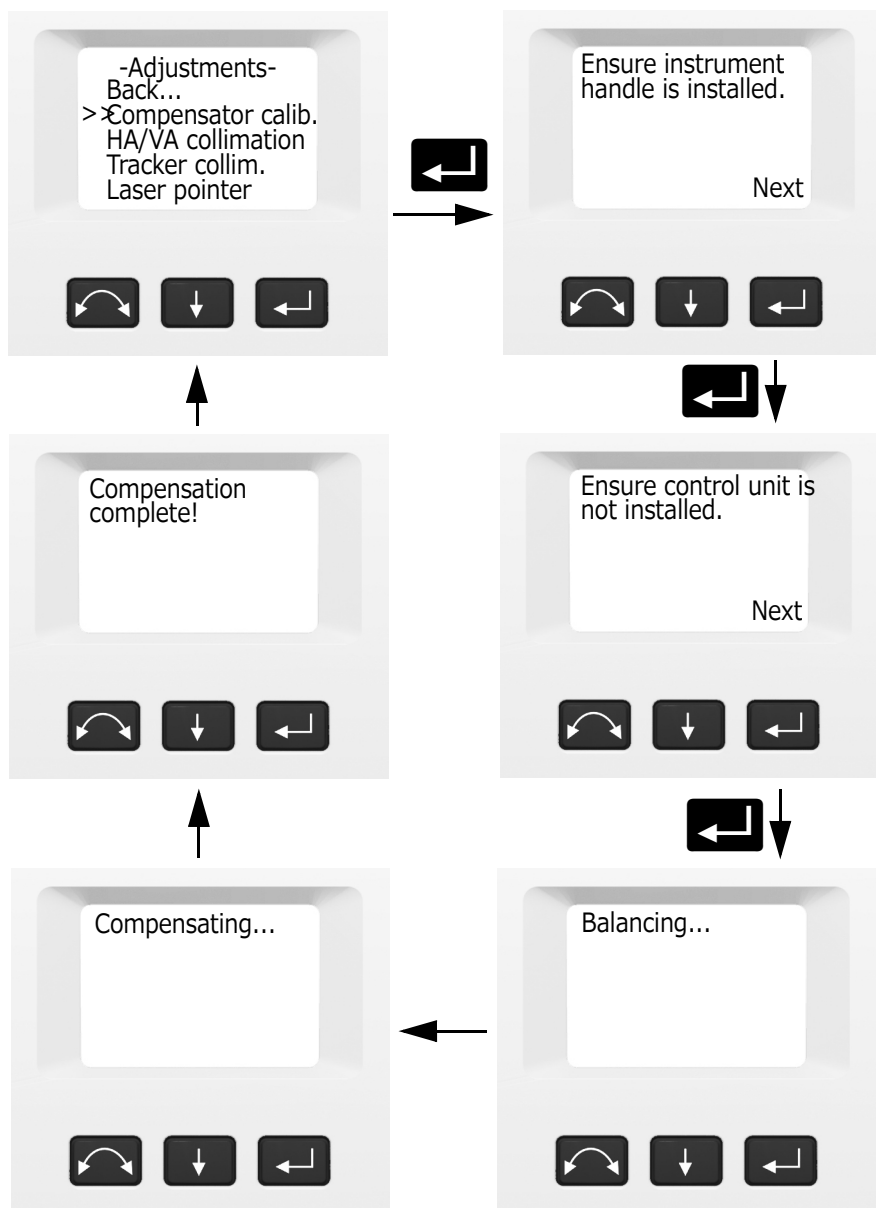 -Adjustments-
Back...
>>Compensator calib.
HA/VA collimation
Tracker collim.
Laser pointer
Ensure instrument
handle is installed.
Next
Ensure control unit is
not installed.
Next
Balancing...
Compensating...
Compensation
complete!